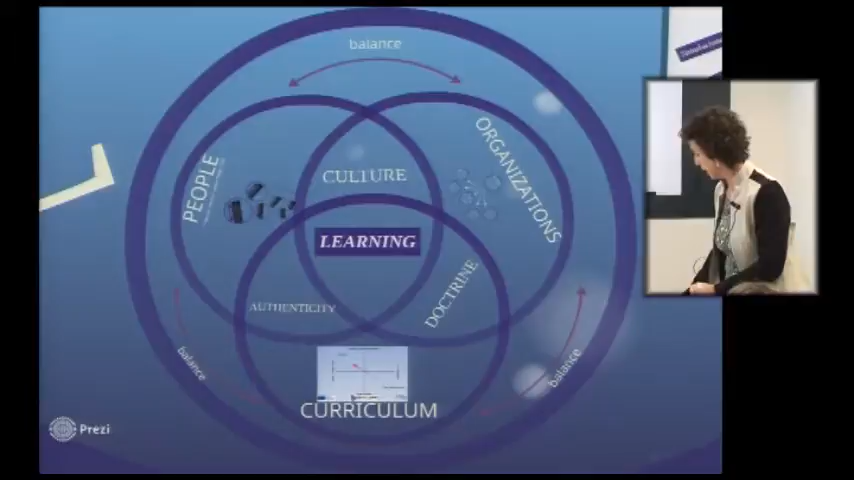 balance
PEOPLE
ORGANIZATIONS
CULTURE
LEARNING
AUTHENTICITY
DOCTRINE
balance
balance
CURRICULUM
Prezi